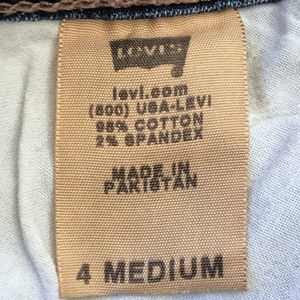 LEVI'S
levi.com
(800) USA-LEVI
98% COTTON
2% SPANDEX
MADE IN
PAKISTAN
4 MEDIUM